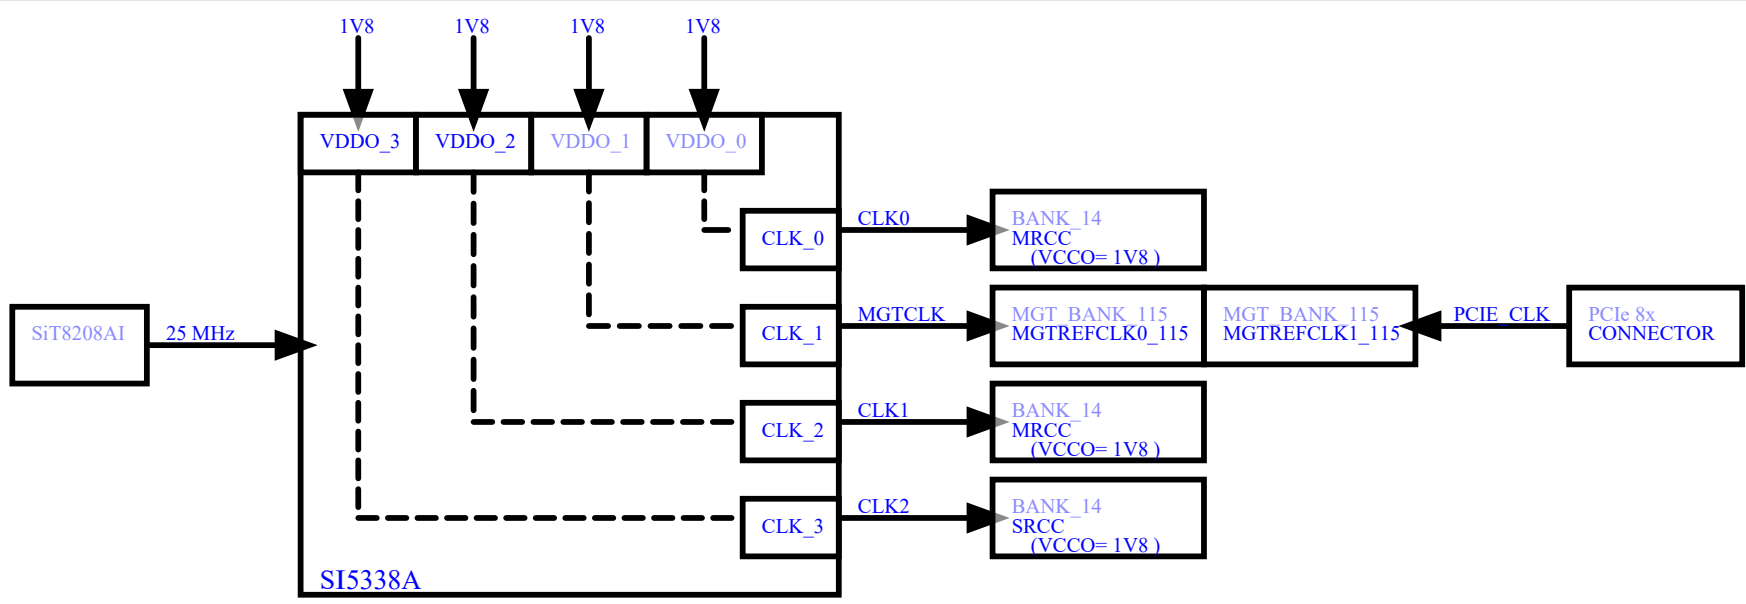 1V8
1V8
1V8
1V8
VDDO_3
VDDO_2
VDDO_1
VDDO_0
CLK_0
CLK0
BANK_14
MRCC
(VCCO= 1V8 )
SiT8208AI
25 MHz
CLK_1
MGTCLK
MGT_BANK_115
MGTREFCLK0_115
MGT_BANK_115
MGTREFCLK1_115
PCIE_CLK
PCIe 8x
CONNECTOR
CLK_2
CLK1
BANK_14
MRCC
(VCCO= 1V8 )
CLK_3
CLK2
BANK_14
SRCC
(VCCO= 1V8 )
SI5338A